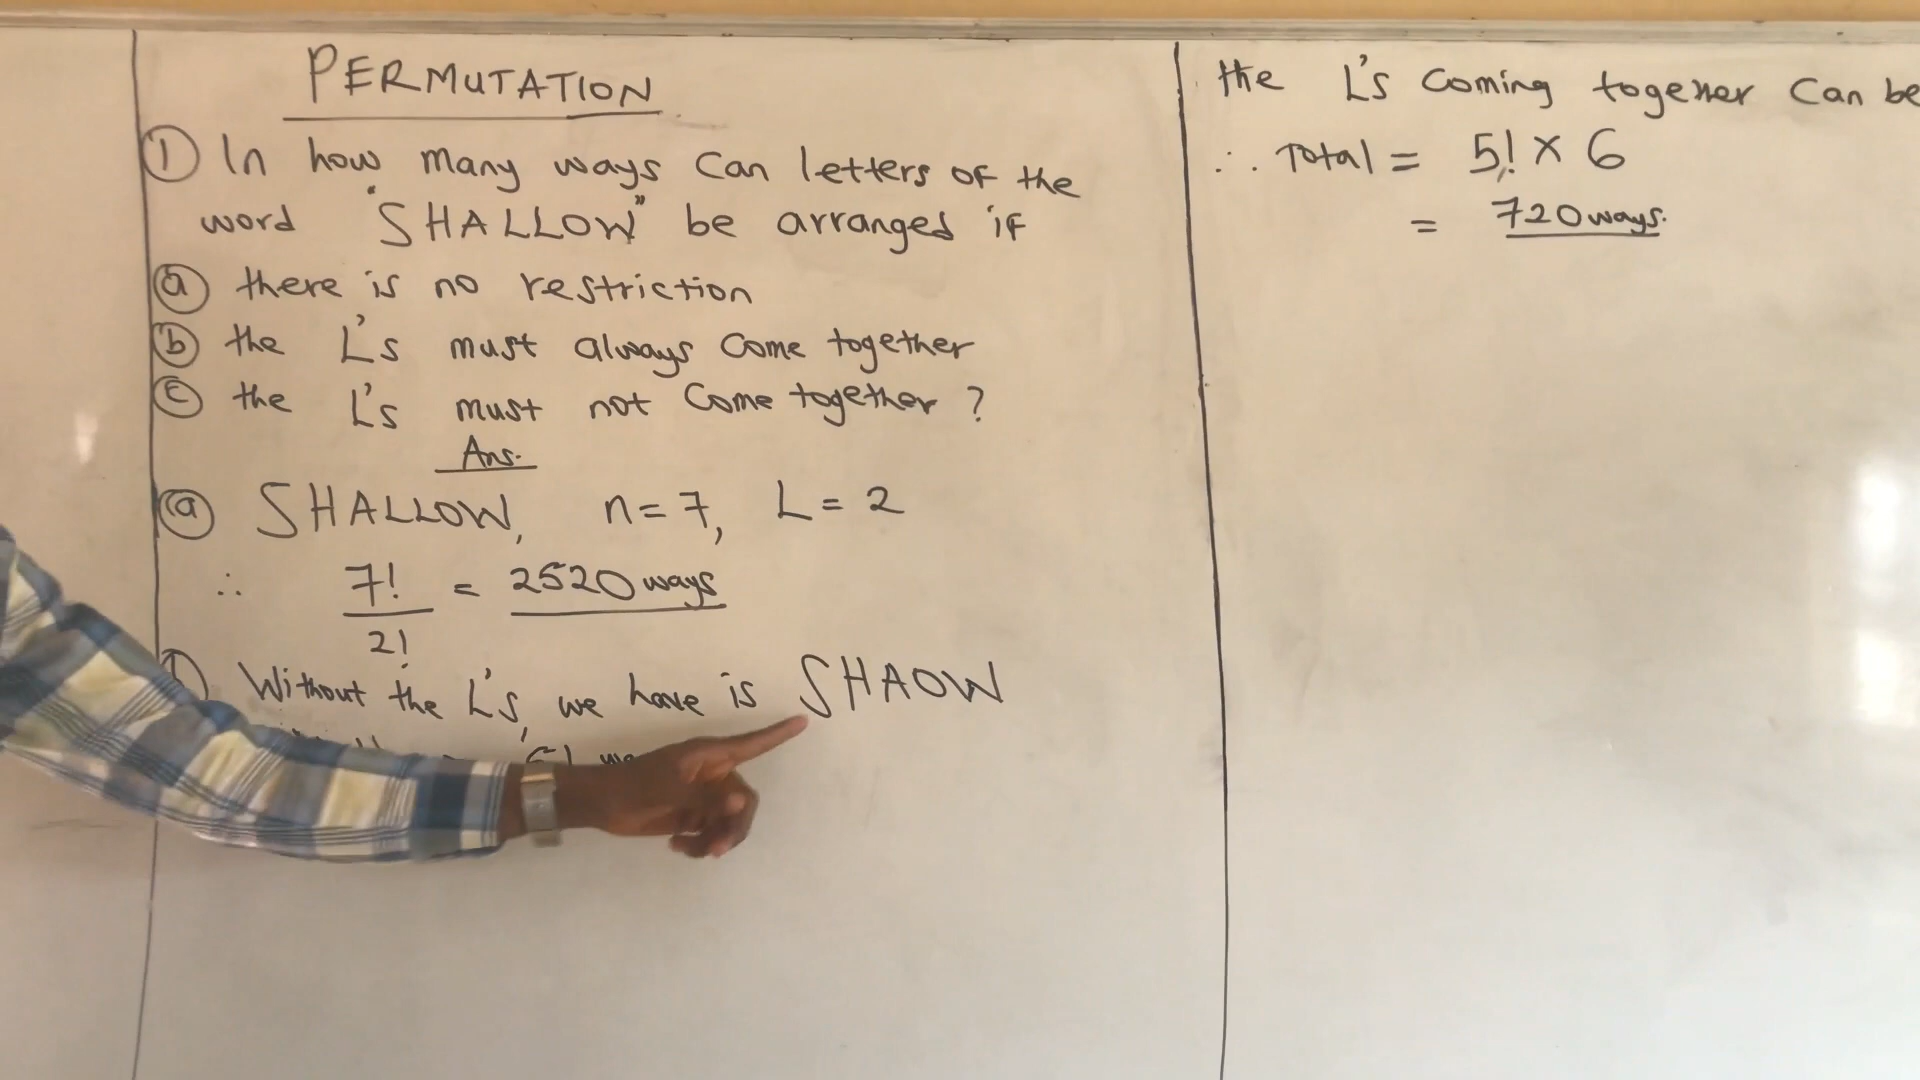 PERMUTATION
① In how many ways can letters of the
word "SHALLOW" be arranged if
ⓐ there is no restriction
ⓑ the L's must always come together
ⓒ the L's must not come together ?
Ans.
ⓐ SHALLOW, n = 7, L = 2
∴ 7!/2! = 2520 ways
Without the L's, we have is SHAOW
the L's coming together can be
∴ Total = 5! × 6
= 720 ways.